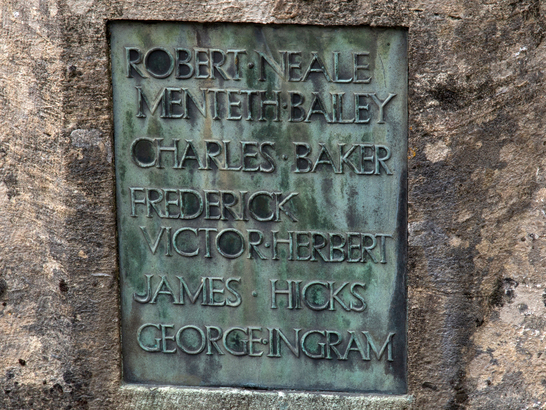 ROBERT·NEALE
MENTETH·BAILEY
CHARLES·BAKER
FREDERICK
VICTOR·HERBERT
JAMES·HICKS
GEORGE·INGRAM